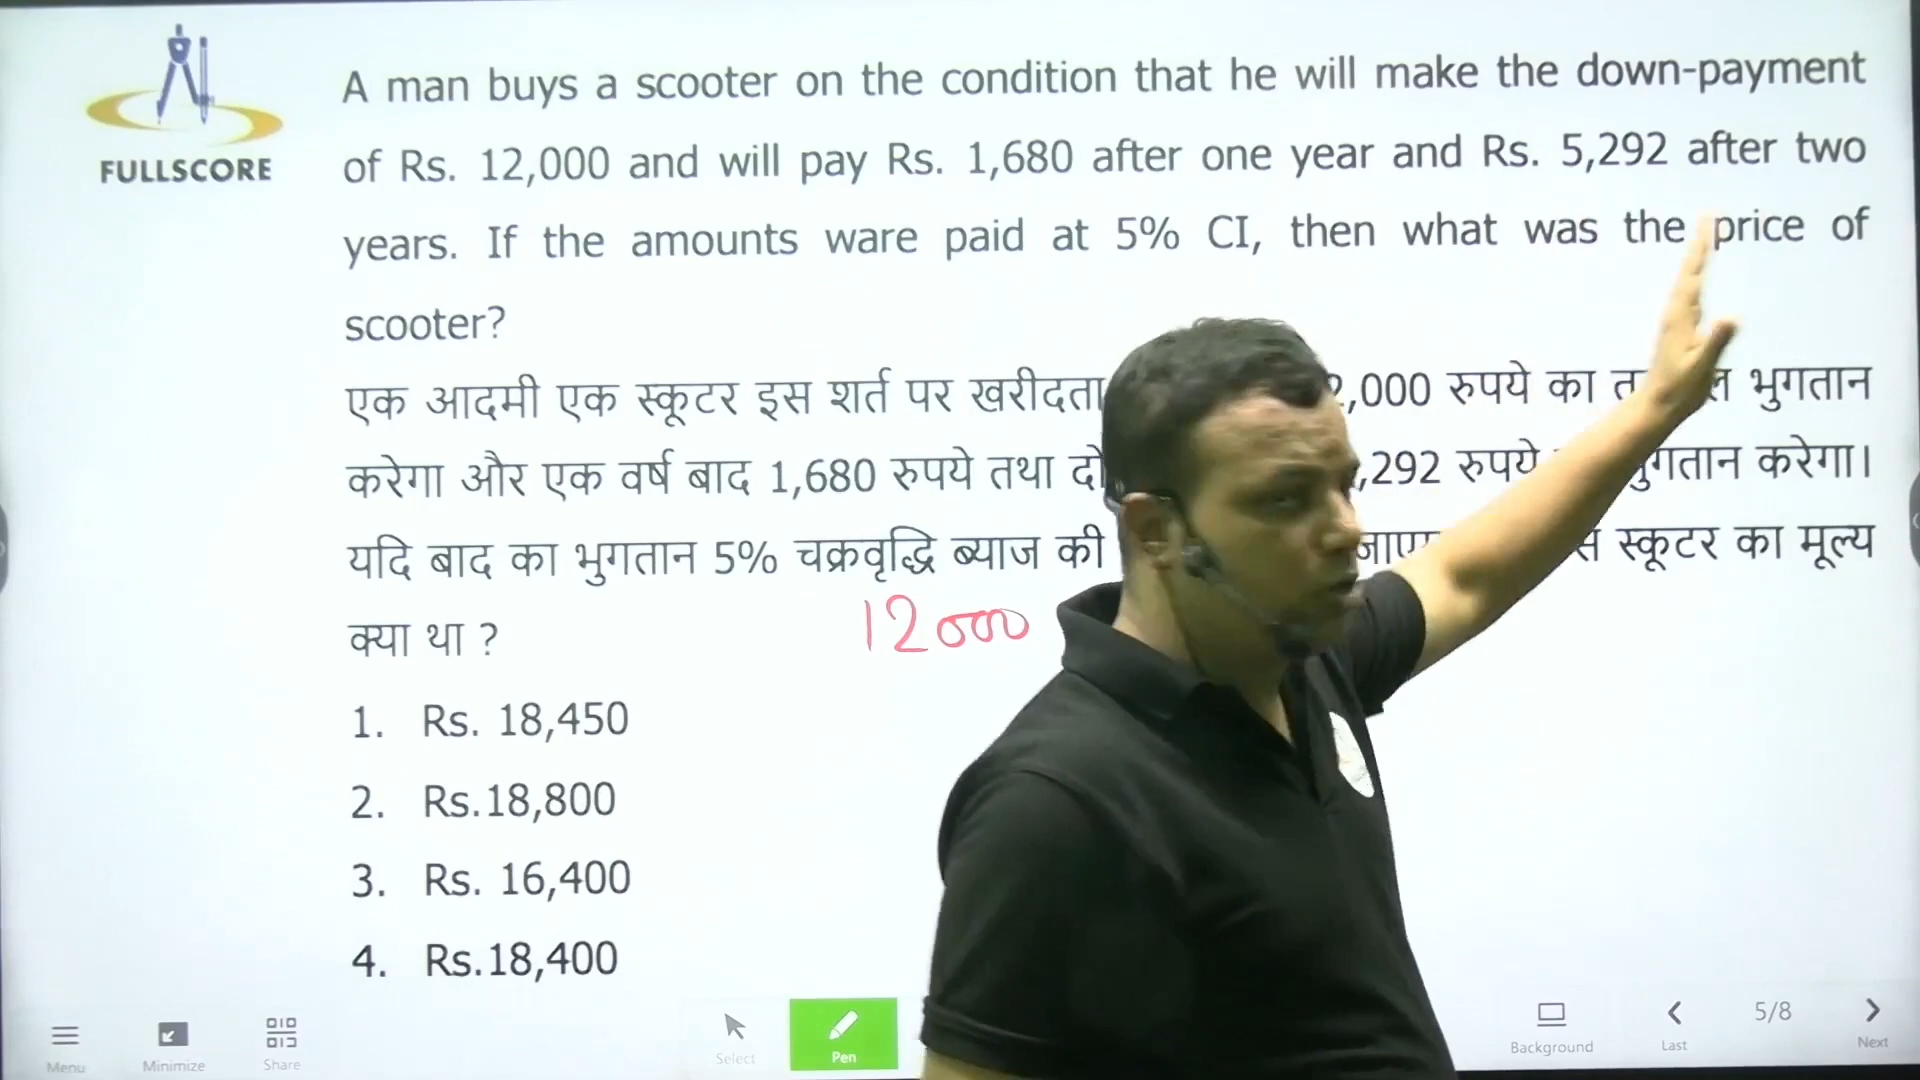 FULLSCORE
A man buys a scooter on the condition that he will make the down-payment
of Rs. 12,000 and will pay Rs. 1,680 after one year and Rs. 5,292 after two
years. If the amounts ware paid at 5% CI, then what was the price of
scooter?
एक आदमी एक स्कूटर इस शर्त पर खरीदता 2,000 रुपये का भुगतान
करेगा और एक वर्ष बाद 1,680 रुपये तथा दो ,292 रुपये भुगतान करेगा।
यदि बाद का भुगतान 5% चक्रवृद्धि ब्याज की स्कूटर का मूल्य
क्या था ?
12000
1. Rs. 18,450
2. Rs.18,800
3. Rs. 16,400
4. Rs.18,400
Menu
Minimize
Share
Select
Pen
Background
Last
5/8
Next